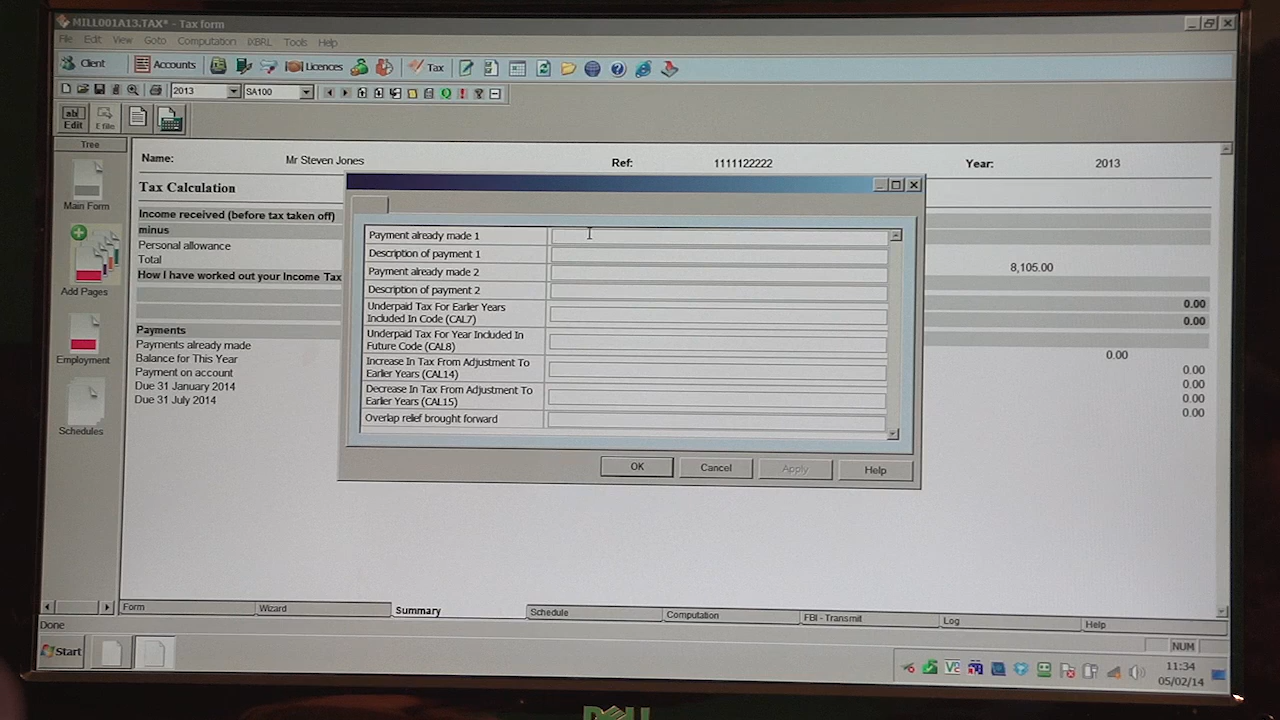 MILL001A13.TAX* - Tax form
File Edit View Goto Computation iXBRL Tools Help
Client Accounts Licences Tax
2013 SA100
ab| Edit E file
Tree
Main Form
Add Pages
Employment
Schedules
Name: Mr Steven Jones Ref: 1111122222 Year: 2013
Tax Calculation
Income received (before tax taken off)
minus
Personal allowance
Total 8,105.00
How I have worked out your Income Tax
0.00
0.00
Payments
Payments already made 0.00
Balance for This Year 0.00
Payment on account 0.00
Due 31 January 2014 0.00
Due 31 July 2014 0.00
Payment already made 1
Description of payment 1
Payment already made 2
Description of payment 2
Underpaid Tax For Earlier Years
Included In Code (CAL7)
Underpaid Tax For Year Included In
Future Code (CAL8)
Increase In Tax From Adjustment To
Earlier Years (CAL14)
Decrease In Tax From Adjustment To
Earlier Years (CAL15)
Overlap relief brought forward
OK Cancel Apply Help
Form Wizard Summary Schedule Computation FBI - Transmit Log Help
Done
NUM
Start
11:34
05/02/14
DELL